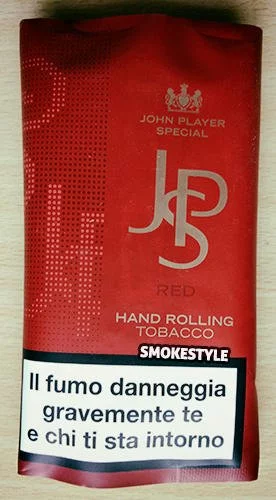 JOHN PLAYER
SPECIAL
JPS
RED
HAND ROLLING
TOBACCO
SMOKESTYLE
Il fumo danneggia
gravemente te
e chi ti sta intorno